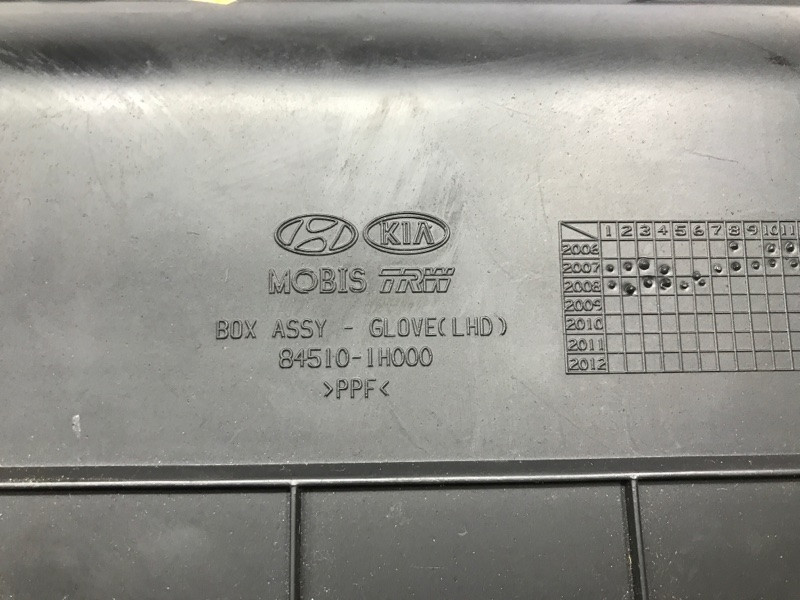 KIA
MOBIS TRW
BOX ASSY - GLOVE(LHD)
84510-1H000
>PPF<
1 2 3 4 5 6 7 8 9 10 11
2006
2007
2008
2009
2010
2011
2012